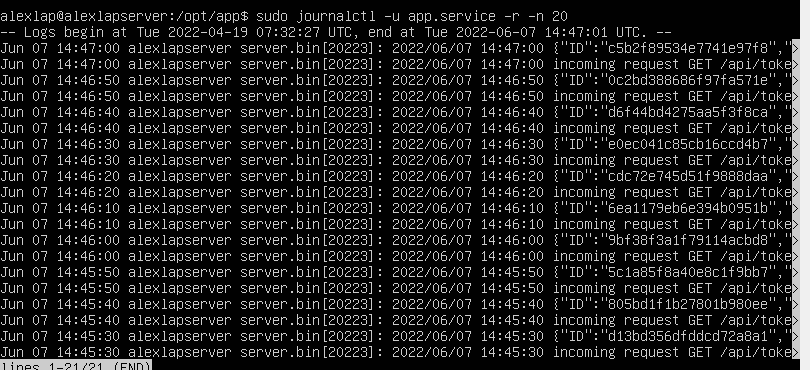 alexlap@alexlapserver:/opt/app$ sudo journalctl -u app.service -r -n 20
-- Logs begin at Tue 2022-04-19 07:32:27 UTC, end at Tue 2022-06-07 14:47:01 UTC. --
Jun 07 14:47:00 alexlapserver server.bin[20223]: 2022/06/07 14:47:00 {"ID":"c5b2f89534e7741e97f8","
Jun 07 14:47:00 alexlapserver server.bin[20223]: 2022/06/07 14:47:00 incoming request GET /api/toke>
Jun 07 14:46:50 alexlapserver server.bin[20223]: 2022/06/07 14:46:50 {"ID":"0c2bd388686f97fa571e","
Jun 07 14:46:50 alexlapserver server.bin[20223]: 2022/06/07 14:46:50 incoming request GET /api/toke>
Jun 07 14:46:40 alexlapserver server.bin[20223]: 2022/06/07 14:46:40 {"ID":"d6f44bd4275aa5f3f8ca","
Jun 07 14:46:40 alexlapserver server.bin[20223]: 2022/06/07 14:46:40 incoming request GET /api/toke>
Jun 07 14:46:30 alexlapserver server.bin[20223]: 2022/06/07 14:46:30 {"ID":"e0ec041c85cb16ccd4b7","
Jun 07 14:46:30 alexlapserver server.bin[20223]: 2022/06/07 14:46:30 incoming request GET /api/toke>
Jun 07 14:46:20 alexlapserver server.bin[20223]: 2022/06/07 14:46:20 {"ID":"cdc72e745d51f9888daa","
Jun 07 14:46:20 alexlapserver server.bin[20223]: 2022/06/07 14:46:20 incoming request GET /api/toke>
Jun 07 14:46:10 alexlapserver server.bin[20223]: 2022/06/07 14:46:10 {"ID":"6ea1179eb6e394b0951b","
Jun 07 14:46:10 alexlapserver server.bin[20223]: 2022/06/07 14:46:10 incoming request GET /api/toke>
Jun 07 14:46:00 alexlapserver server.bin[20223]: 2022/06/07 14:46:00 {"ID":"9bf38f3a1f79114acbd8","
Jun 07 14:46:00 alexlapserver server.bin[20223]: 2022/06/07 14:46:00 incoming request GET /api/toke>
Jun 07 14:45:50 alexlapserver server.bin[20223]: 2022/06/07 14:45:50 {"ID":"5c1a85f8a40e8c1f9bb7","
Jun 07 14:45:50 alexlapserver server.bin[20223]: 2022/06/07 14:45:50 incoming request GET /api/toke>
Jun 07 14:45:40 alexlapserver server.bin[20223]: 2022/06/07 14:45:40 {"ID":"805bd1f1b27801b980ee","
Jun 07 14:45:40 alexlapserver server.bin[20223]: 2022/06/07 14:45:40 incoming request GET /api/toke>
Jun 07 14:45:30 alexlapserver server.bin[20223]: 2022/06/07 14:45:30 {"ID":"d13bd356dfddcd72a8a1","
Jun 07 14:45:30 alexlapserver server.bin[20223]: 2022/06/07 14:45:30 incoming request GET /api/toke>
lines 1-21/21 (END)